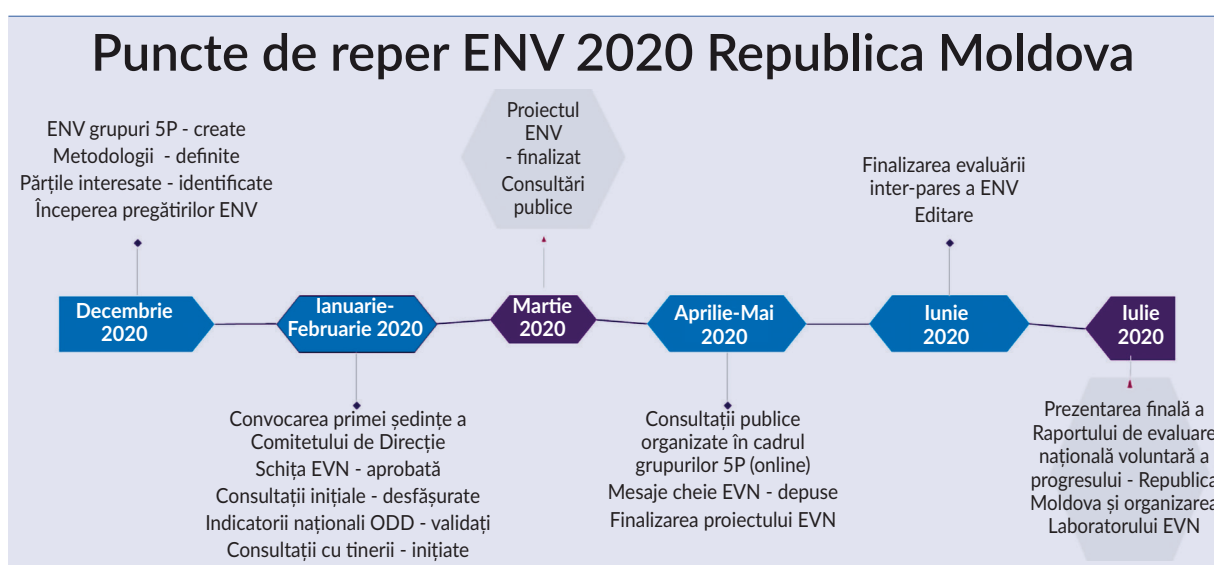 Puncte de reper ENV 2020 Republica Moldova
ENV grupuri 5P - create
Metodologii - definite
Părțile interesate - identificate
Începerea pregătirilor ENV
Decembrie
2020
Ianuarie-
Februarie 2020
Convocarea primei ședințe a
Comitetului de Direcție
Schița EVN - aprobată
Consultații inițiale - desfășurate
Indicatorii naționali ODD - validați
Consultații cu tinerii - inițiate
Proiectul
ENV
- finalizat
Consultări
publice
Martie
2020
Aprilie-Mai
2020
Consultații publice
organizate în cadrul
grupurilor 5P (online)
Mesaje cheie EVN - depuse
Finalizarea proiectului EVN
Finalizarea evaluării
inter-pares a ENV
Editare
Iunie
2020
Iulie
2020
Prezentarea finală a
Raportului de evaluare
națională voluntară a
progresului - Republica
Moldova și organizarea
Laboratorului EVN